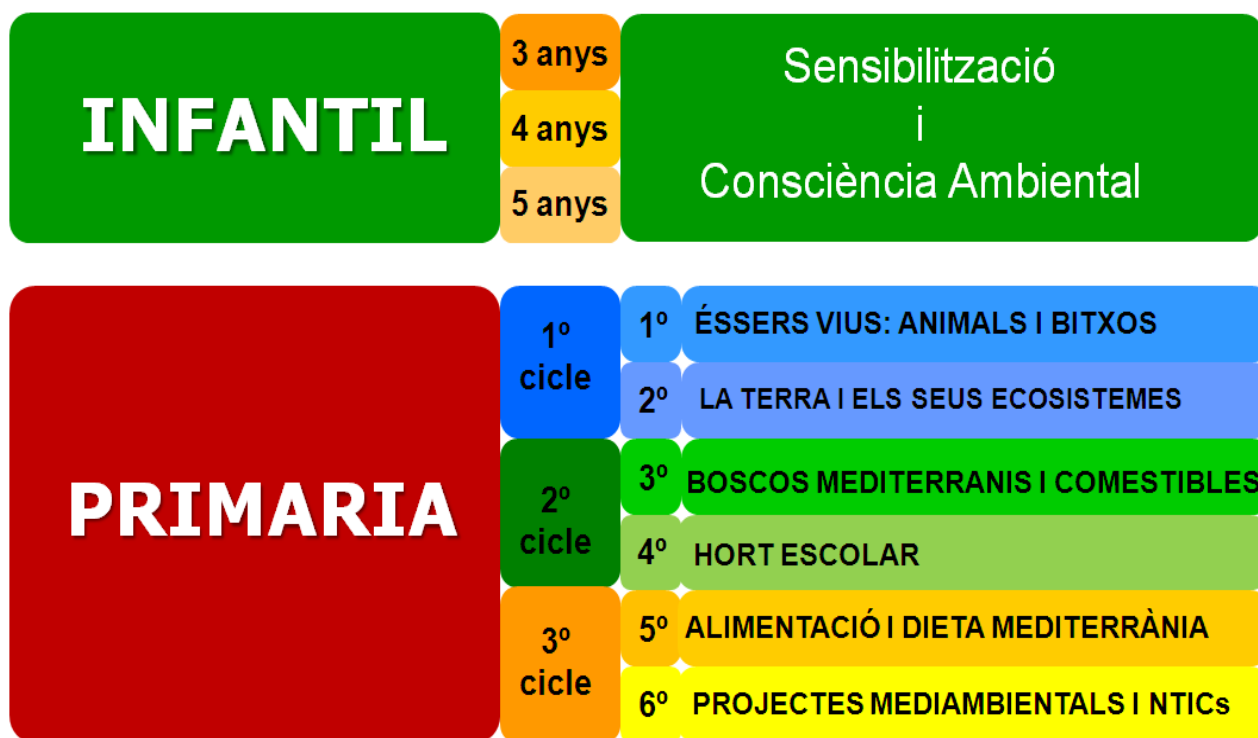 INFANTIL
3 anys
4 anys
5 anys
Sensibilització
i
Consciència Ambiental
PRIMARIA
1º
cicle
1º ÉSSERS VIUS: ANIMALS I BITXOS
2º LA TERRA I ELS SEUS ECOSISTEMES
2º
cicle
3º BOSCOS MEDITERRANIS I COMESTIBLES
4º HORT ESCOLAR
3º
cicle
5º ALIMENTACIÓ I DIETA MEDITERRÀNIA
6º PROJECTES MEDIAMBIENTALS I NTICs